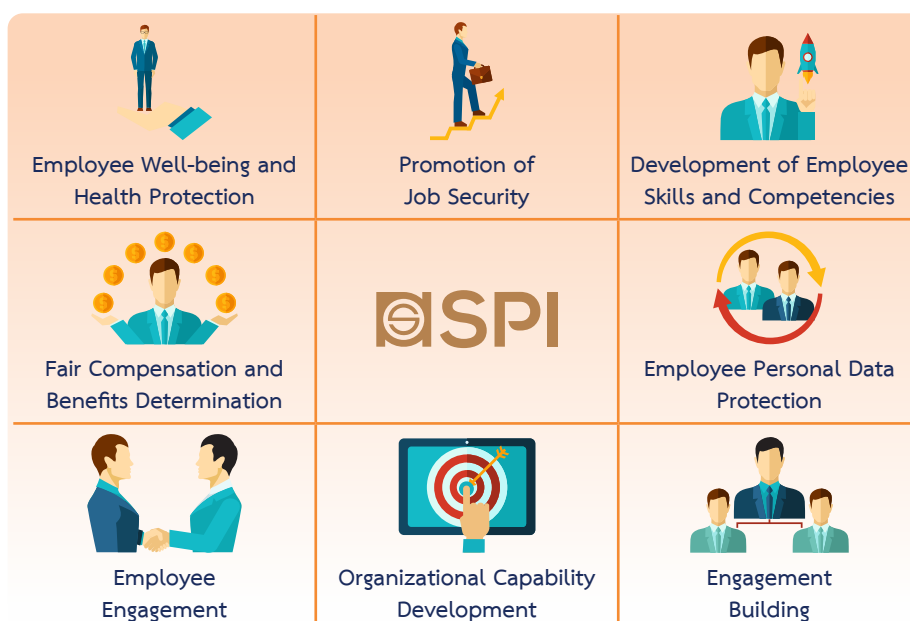 Employee Well-being and
Health Protection
Promotion of
Job Security
Development of Employee
Skills and Competencies
Fair Compensation and
Benefits Determination
SPI
Employee Personal Data
Protection
Employee
Engagement
Organizational Capability
Development
Engagement
Building